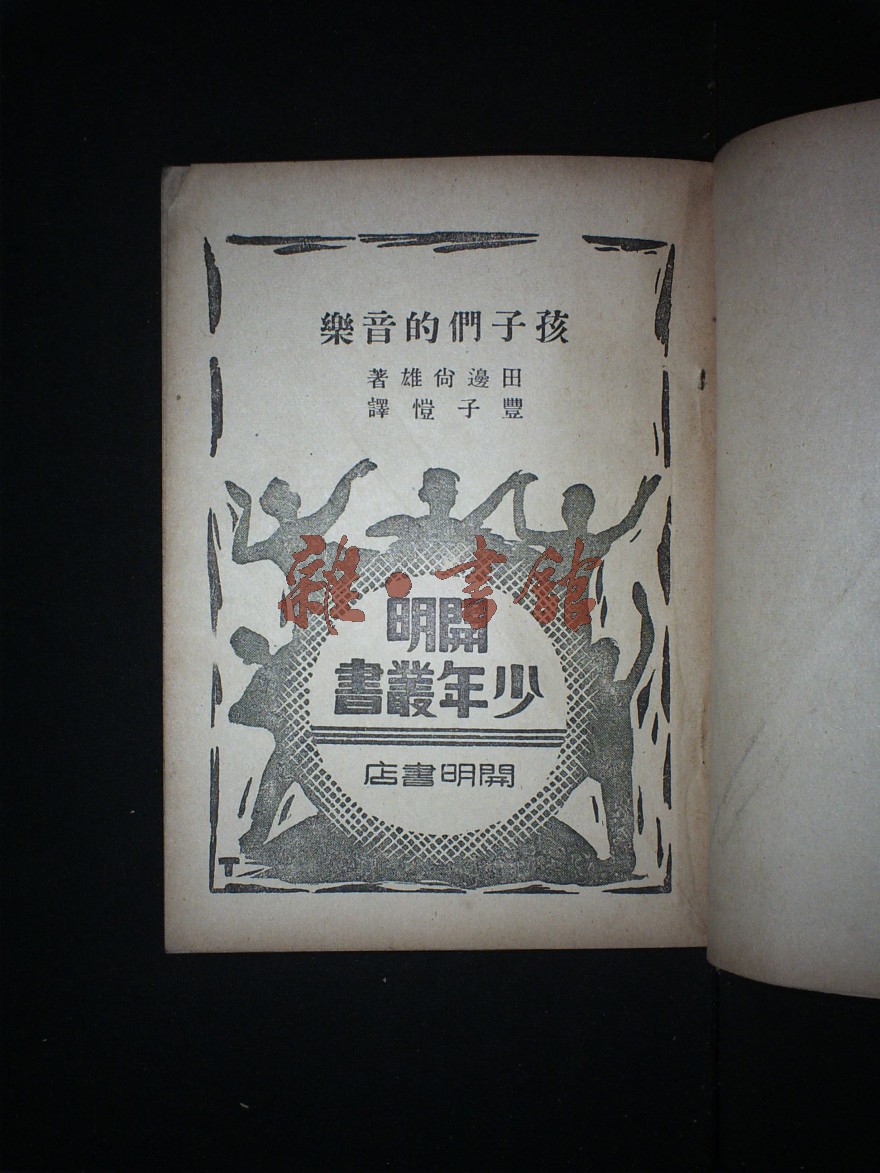 孩子們的音樂
田邊尙雄著
豐子愷譯
雜·書館
開明
少年叢書
開明書店
T